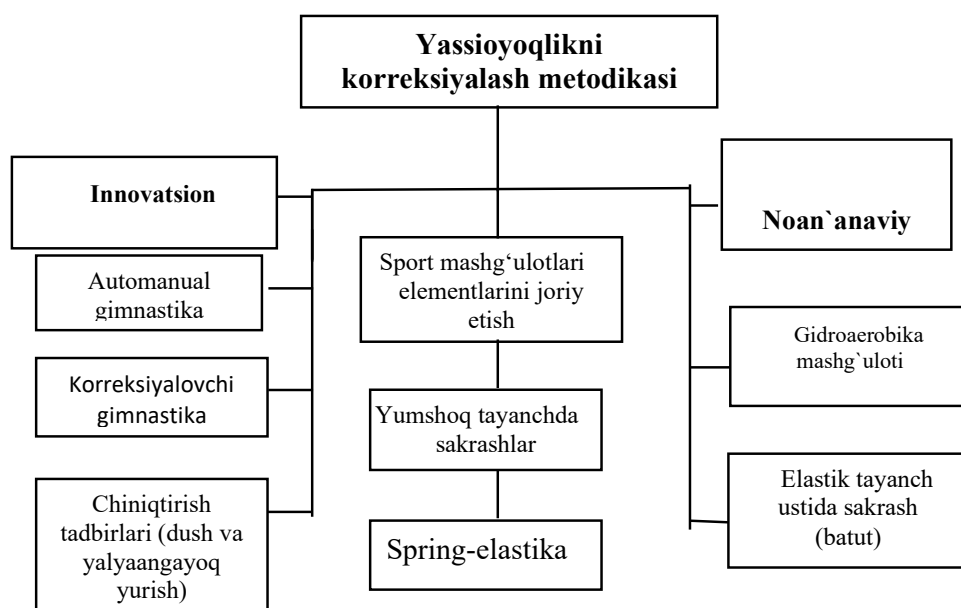 Yassioyoqlikni
korreksiyalash metodikasi
Innovatsion
Noan`anaviy
Automanual
gimnastika
Korreksiyalovchi
gimnastika
Chiniqtirish
tadbirlari (dush va
yalyaangayoq
yurish)
Sport mashg‘ulotlari
elementlarini joriy
etish
Yumshoq tayanchda
sakrashlar
Spring-elastika
Gidroaerobika
mashg`uloti
Elastik tayanch
ustida sakrash
(batut)